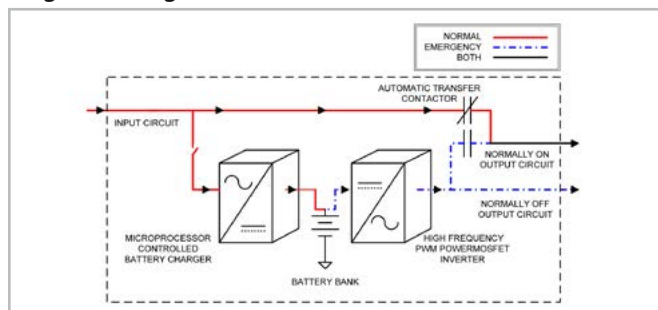 NORMAL
EMERGENCY
BOTH
AUTOMATIC TRANSFER
CONTACTOR
INPUT CIRCUIT
NORMALLY ON
OUTPUT CIRCUIT
NORMALLY OFF
OUTPUT CIRCUIT
MICROPROCESSOR
CONTROLLED
BATTERY CHARGER
HIGH FREQUENCY
PWM POWERMOSFET
INVERTER
BATTERY BANK